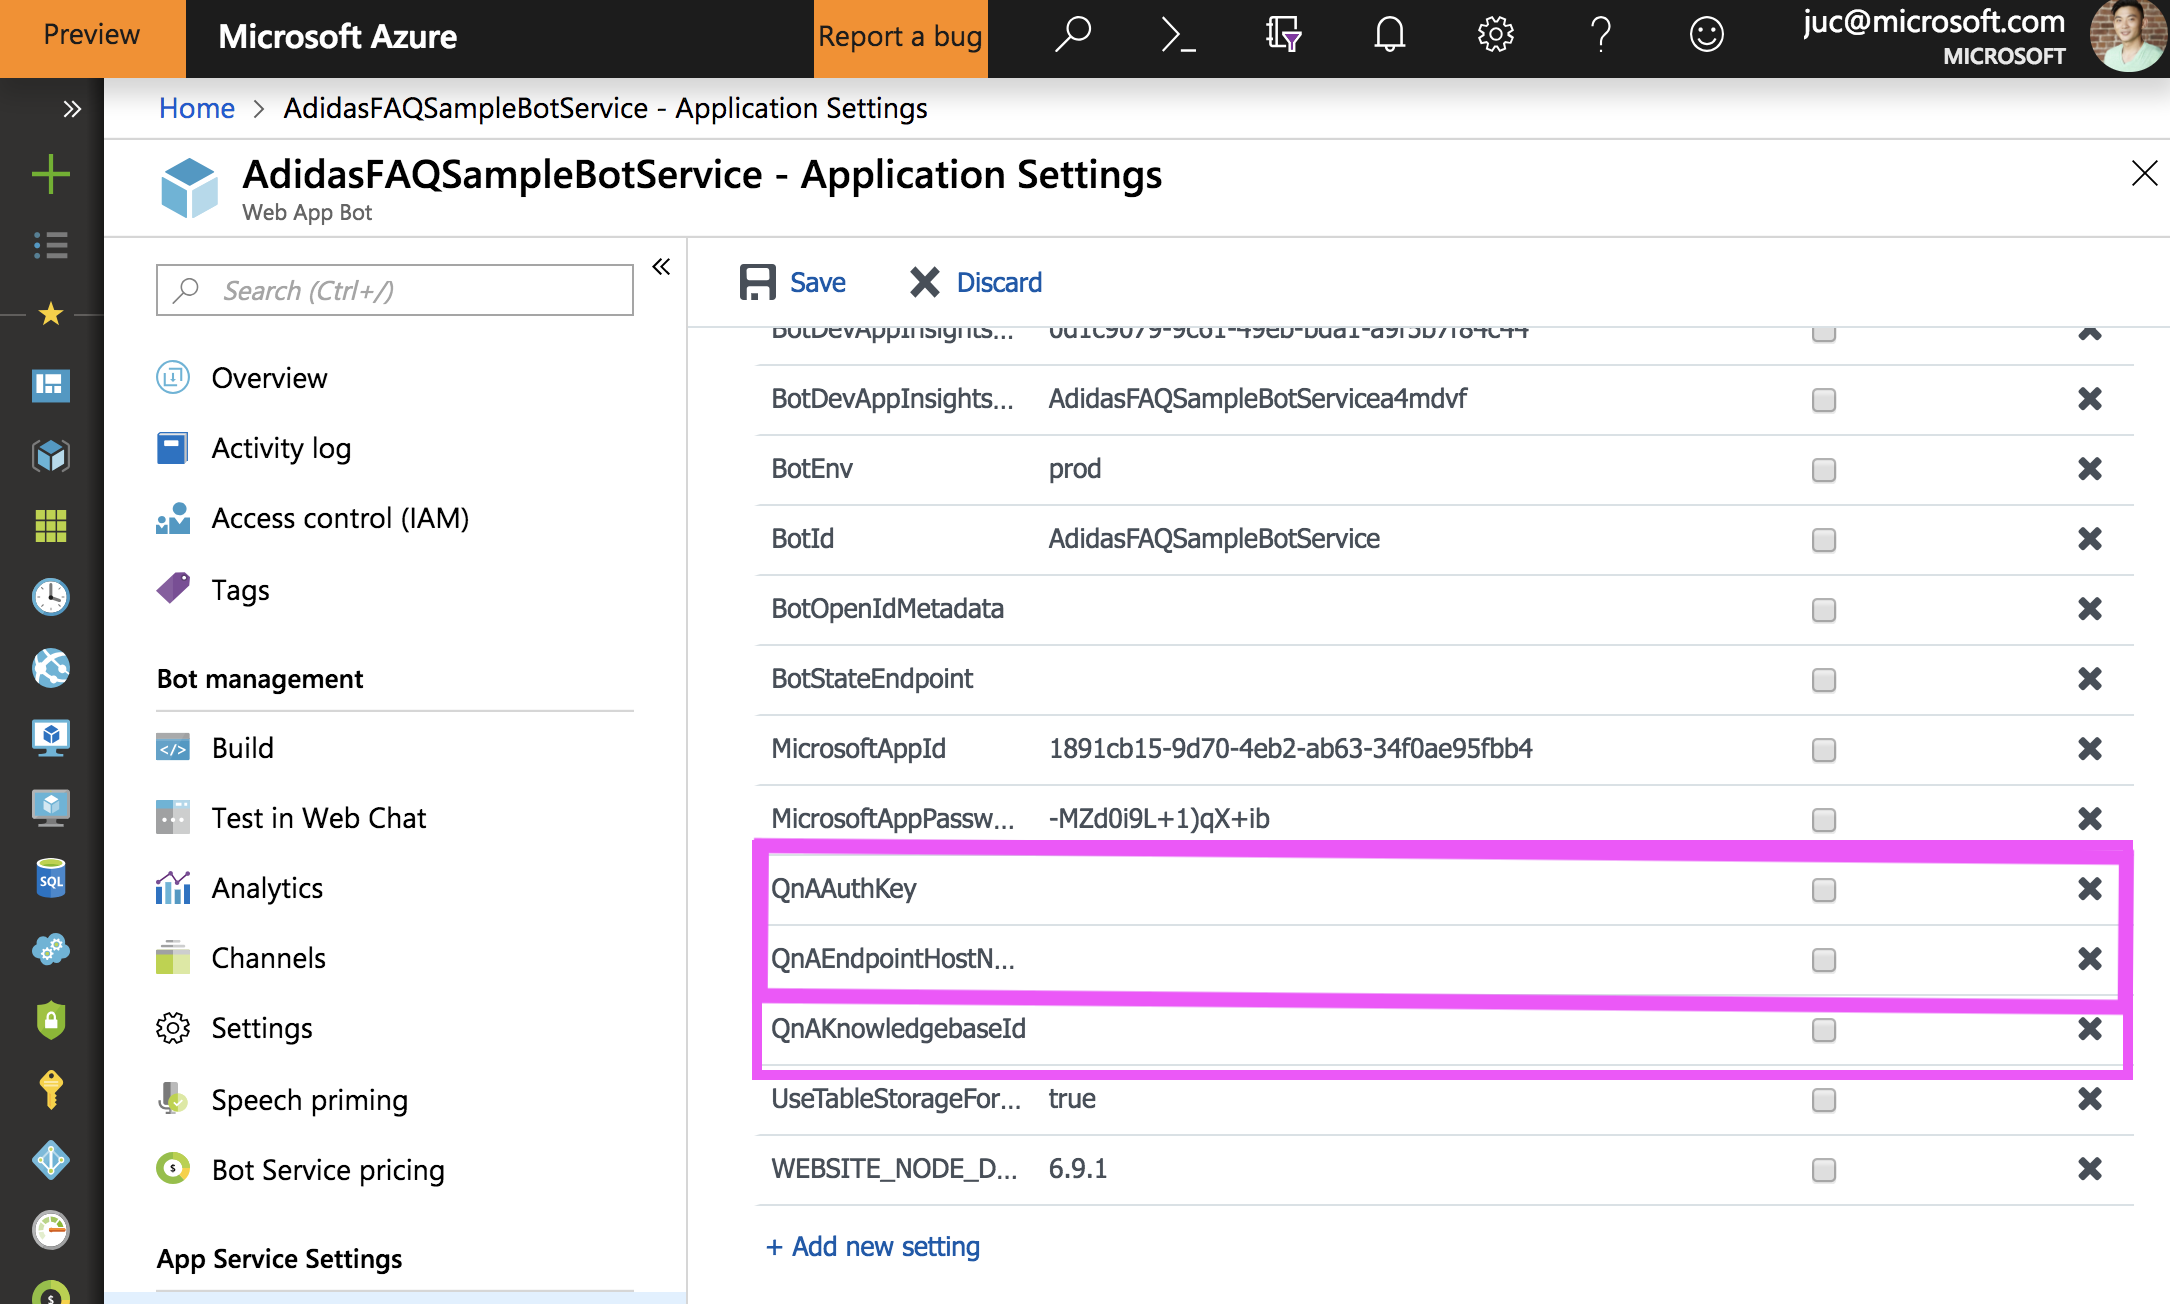 Preview
Microsoft Azure
Report a bug
juc@microsoft.com
MICROSOFT
Home > AdidasFAQSampleBotService - Application Settings
AdidasFAQSampleBotService - Application Settings
Web App Bot
Search (Ctrl+/)
Overview
Activity log
Access control (IAM)
Tags
Bot management
Build
Test in Web Chat
Analytics
Channels
Settings
Speech priming
Bot Service pricing
App Service Settings
SQL
Save Discard
BotDevAppInsights...
BotDevAppInsights... AdidasFAQSampleBotServicea4mdvf
BotEnv prod
BotId AdidasFAQSampleBotService
BotOpenIdMetadata
BotStateEndpoint
MicrosoftAppId 1891cb15-9d70-4eb2-ab63-34f0ae95fbb4
MicrosoftAppPassw... -MZd0i9L+1)qX+ib
QnAAuthKey
QnAEndpointHostN...
QnAKnowledgebaseId
UseTableStorageFor... true
WEBSITE_NODE_D... 6.9.1
+ Add new setting